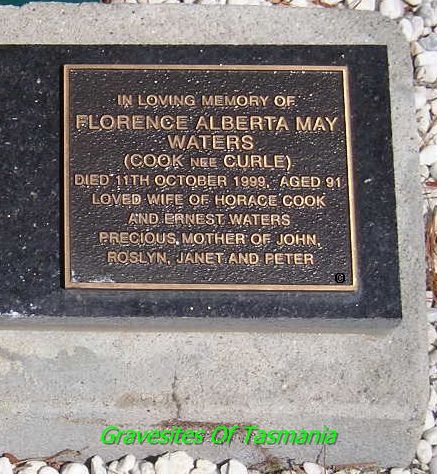 IN LOVING MEMORY OF
FLORENCE ALBERTA MAY
WATERS
(COOK NEE CURLE)
DIED 11TH OCTOBER 1999, AGED 91
LOVED WIFE OF HORACE COOK
AND ERNEST WATERS
PRECIOUS MOTHER OF JOHN,
ROSLYN, JANET AND PETER
Gravesites Of Tasmania